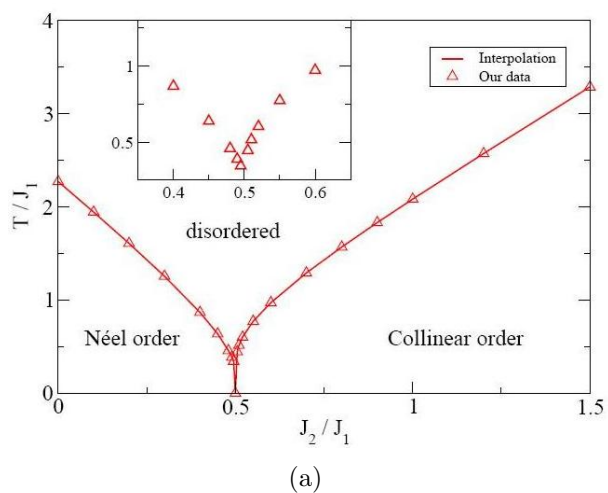 4
3
2
1
0
T / J₁
1
0.5
0.4
0.5
0.6
disordered
Interpolation
Our data
Néel order
Collinear order
0
0.5
1
1.5
J₂ / J₁
(a)